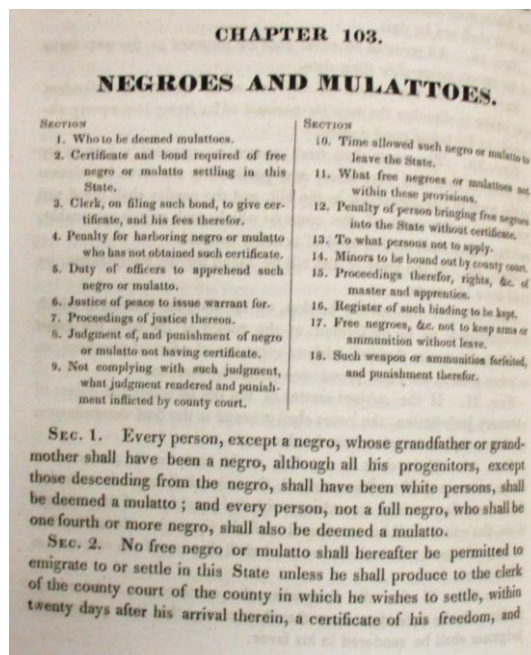 CHAPTER 103.
NEGROES AND MULATTOES.
SECTION
1. Who to be deemed mulattoes.
2. Certificate and bond required of free
negro or mulatto settling in this
State.
3. Clerk, on filing such bond, to give cer-
tificate, and his fees therefor.
4. Penalty for harboring negro or mulatto
who has not obtained such certificate.
5. Duty of officers to apprehend such
negro or mulatto.
6. Justice of peace to issue warrant for.
7. Proceedings of justice thereon.
8. Judgment of, and punishment of negro
or mulatto not having certificate.
9. Not complying with such judgment,
what judgment rendered and punish-
ment inflicted by county court.
SECTION
10. Time allowed such negro or mulatto to
leave the State.
11. What free negroes or mulattoes not
within these provisions.
12. Penalty of person bringing free negroes
into the State without certificate.
13. To what persons not to apply.
14. Minors to be bound out by county court.
15. Proceedings therefor, rights, &c. of
master and apprentice.
16. Register of such binding to be kept.
17. Free negroes, &c. not to keep arms or
ammunition without leave.
18. Such weapon or ammunition forfeited,
and punishment therefor.
SEC. 1. Every person, except a negro, whose grandfather or grand-
mother shall have been a negro, although all his progenitors, except
those descending from the negro, shall have been white persons, shall
be deemed a mulatto; and every person, not a full negro, who shall be
one fourth or more negro, shall also be deemed a mulatto.
SEC. 2. No free negro or mulatto shall hereafter be permitted to
emigrate to or settle in this State unless he shall produce to the clerk
of the county court of the county in which he wishes to settle, within
twenty days after his arrival therein, a certificate of his freedom, and